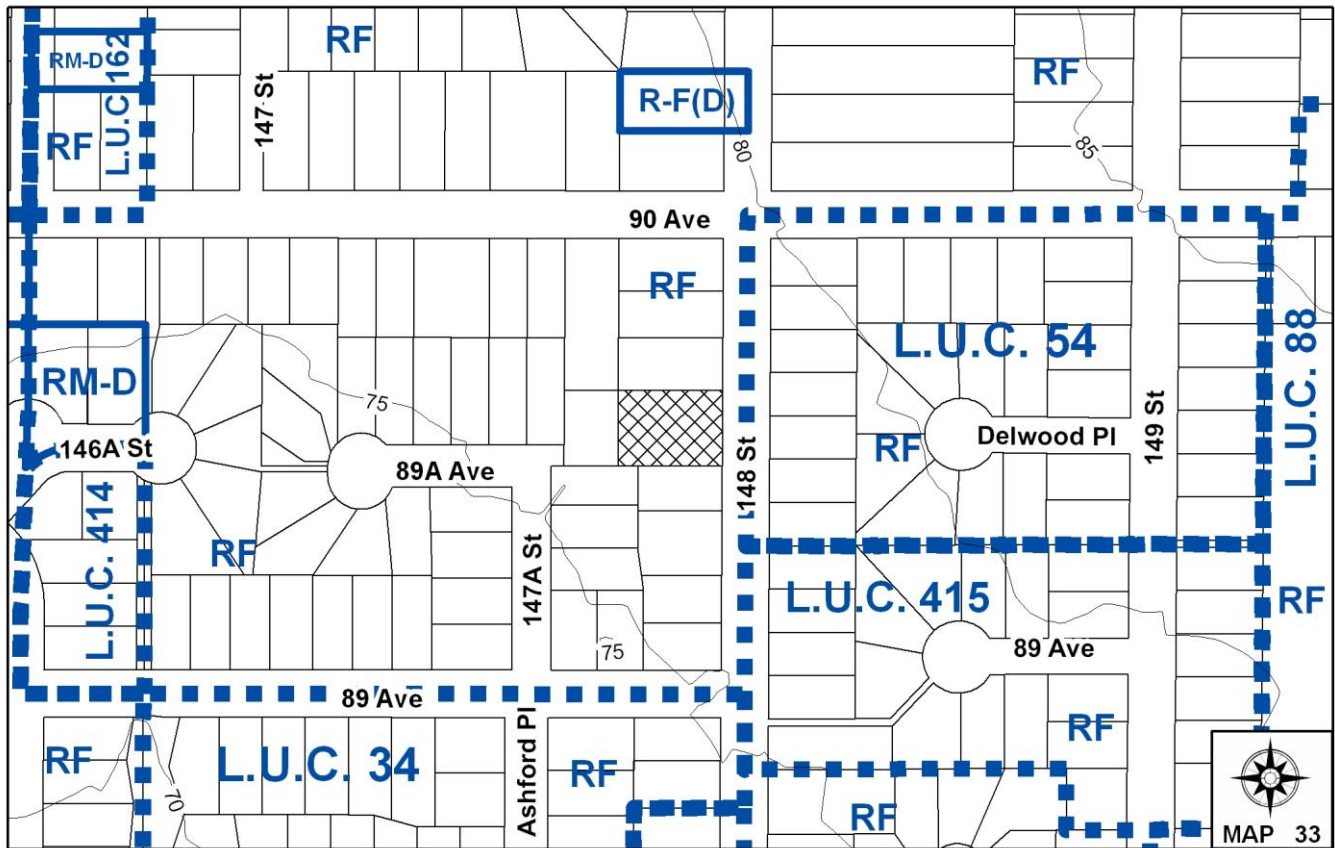 RF
RF
RM-D
L.U.C. 162
147 St
R-F(D)
RF
80
85
90 Ave
RF
L.U.C. 54
L.U.C. 88
RM-D
75
146A St
148 St
Delwood Pl
149 St
RF
89A Ave
L.U.C. 414
RF
147A St
L.U.C. 415
RF
75
89 Ave
89 Ave
RF
L.U.C. 34
Ashford Pl
RF
RF
70
RF
MAP 33